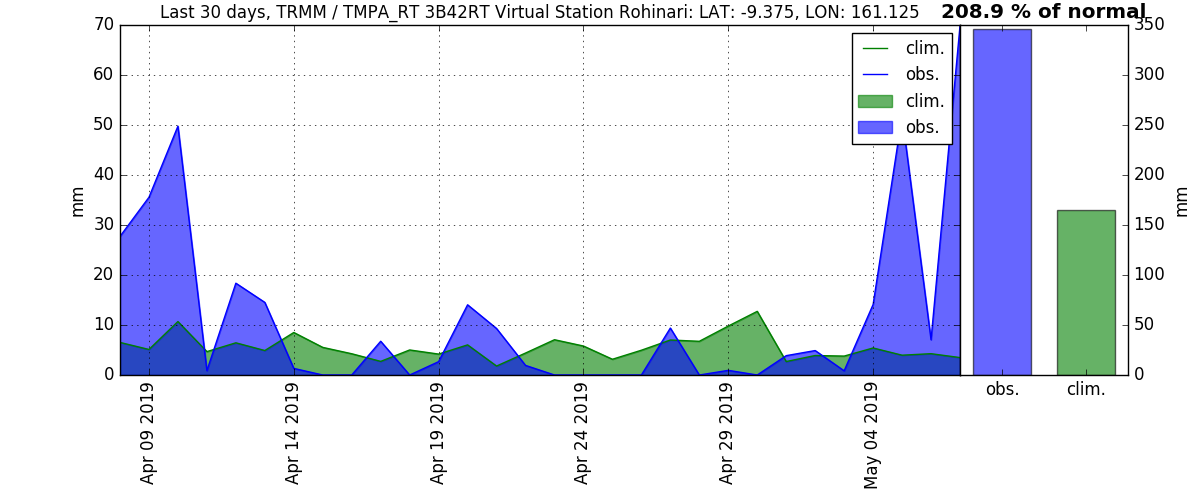 Last 30 days, TRMM / TMPA_RT 3B42RT Virtual Station Rohinari: LAT: -9.375, LON: 161.125
208.9 % of normal
70
60
50
40
30
20
10
0
mm
clim.
obs.
clim.
obs.
350
300
250
200
150
100
50
0
mm
Apr 09 2019
Apr 14 2019
Apr 19 2019
Apr 24 2019
Apr 29 2019
May 04 2019
obs.
clim.